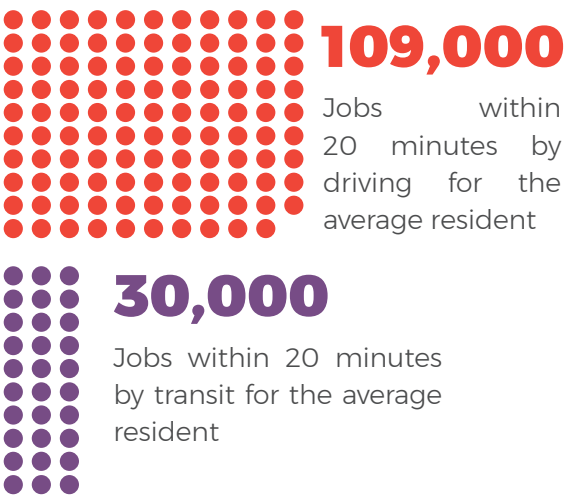 109,000
Jobs within
20 minutes by
driving for the
average resident
30,000
Jobs within 20 minutes
by transit for the average
resident